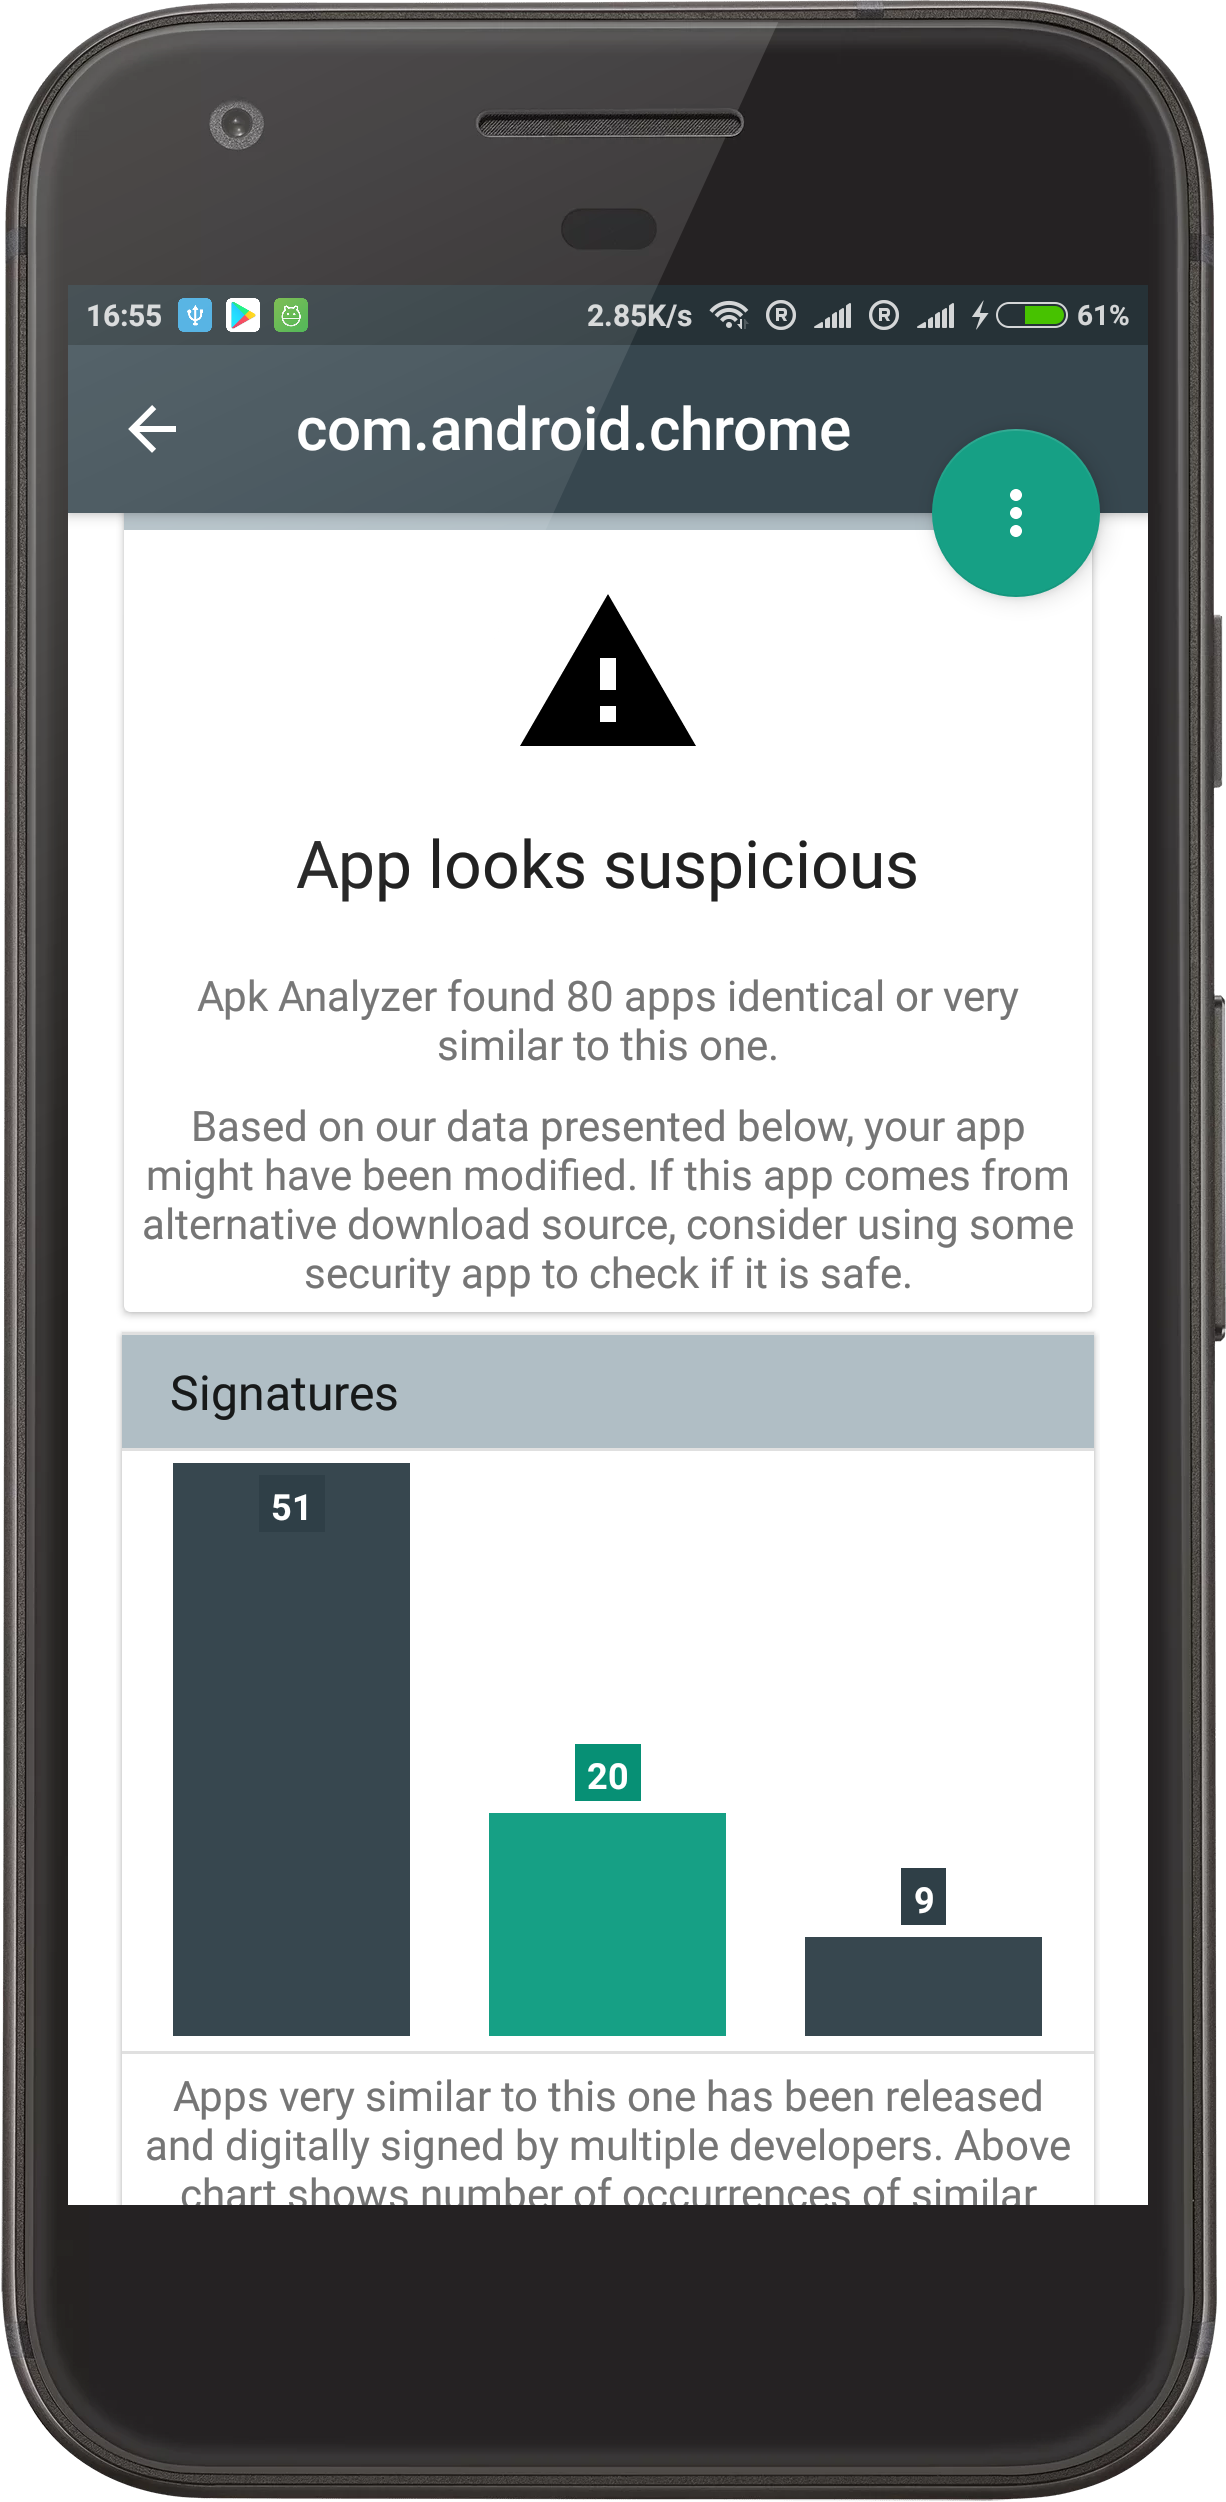 16:55 2.85K/s R R 61%
com.android.chrome
App looks suspicious
Apk Analyzer found 80 apps identical or very
similar to this one.
Based on our data presented below, your app
might have been modified. If this app comes from
alternative download source, consider using some
security app to check if it is safe.
Signatures
51
20
9
Apps very similar to this one has been released
and digitally signed by multiple developers. Above
chart shows number of occurrences of similar